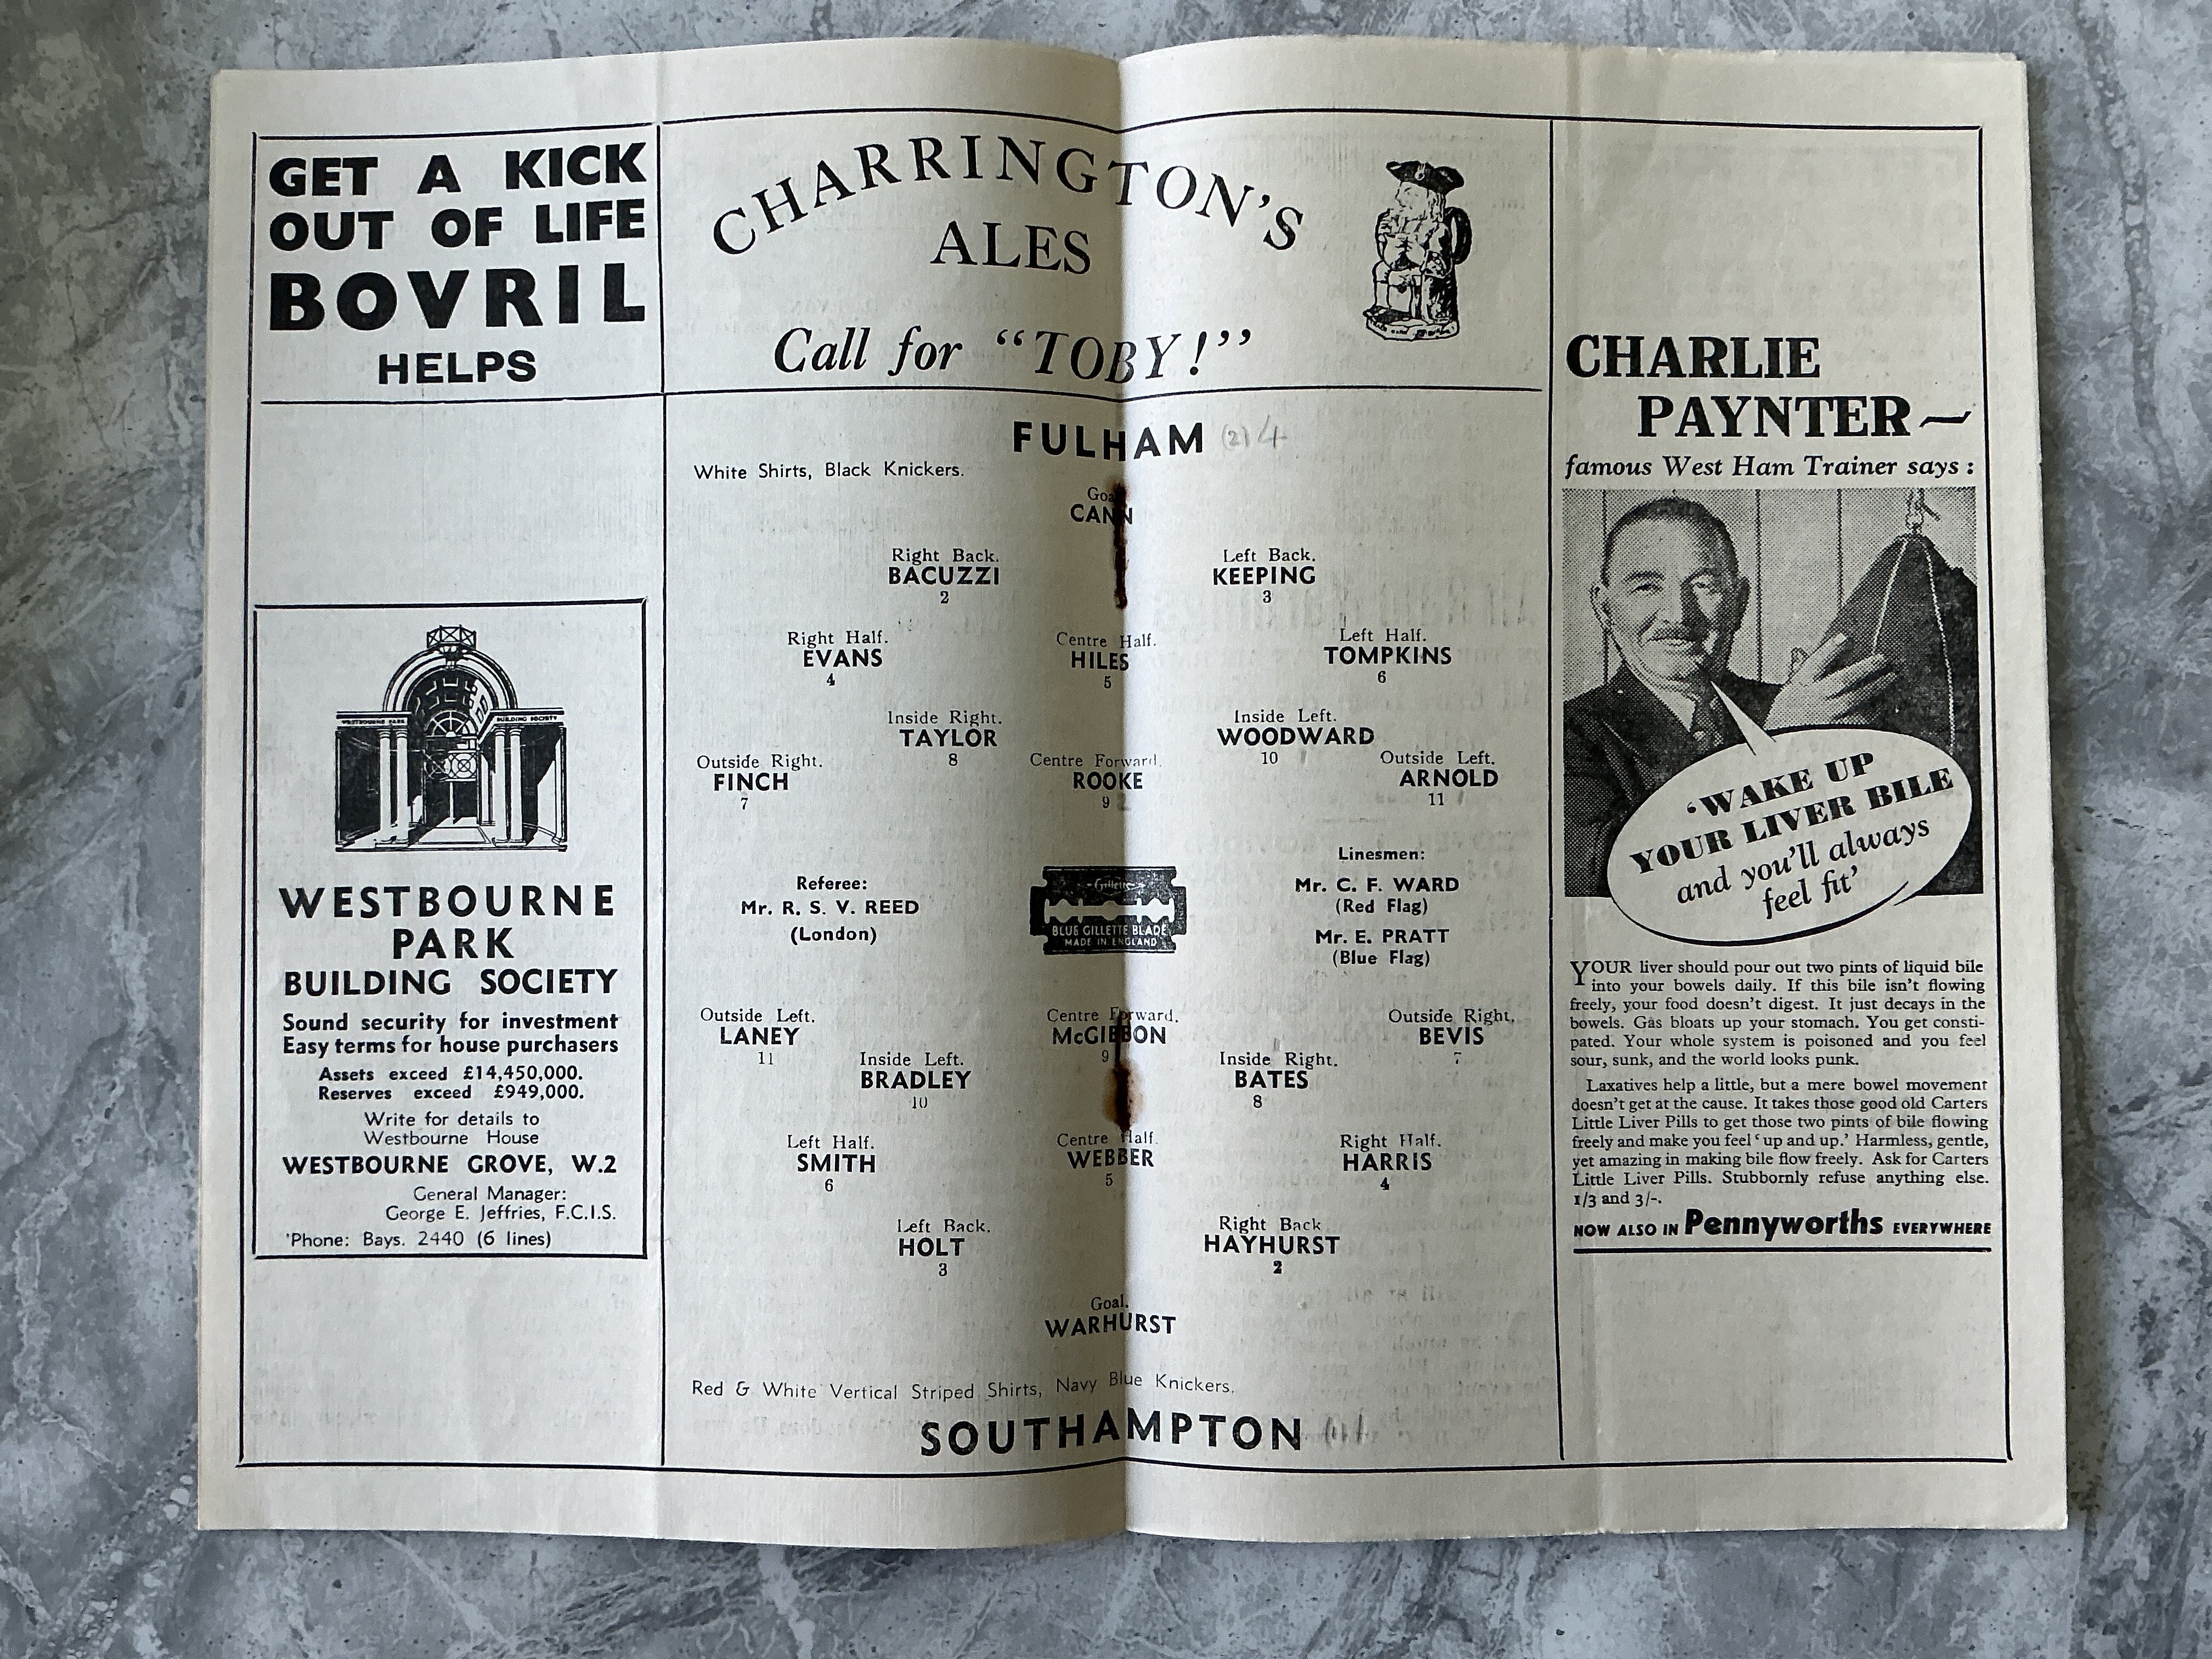 GET A KICK
OUT OF LIFE
BOVRIL
HELPS
WESTBOURNE PARK BUILDING SOCIETY
WESTBOURNE
PARK
BUILDING SOCIETY
Sound security for investment
Easy terms for house purchasers
Assets exceed £14,450,000.
Reserves exceed £949,000.
Write for details to
Westbourne House
WESTBOURNE GROVE, W.2
General Manager:
George E. Jeffries, F.C.I.S.
'Phone: Bays. 2440 (6 lines)
CHARRINGTON'S
ALES
Call for "TOBY!"
FULHAM (2) 4
White Shirts, Black Knickers.
Goal
CANN
Right Back. Left Back.
BACUZZI KEEPING
2 3
Right Half. Centre Half. Left Half.
EVANS HILES TOMPKINS
4 5 6
Inside Right. Inside Left.
TAYLOR WOODWARD
8 10
Outside Right. Centre Forward. Outside Left.
FINCH ROOKE ARNOLD
7 9 11
Referee:
Mr. R. S. V. REED
(London)
Gillette
BLUE GILLETTE BLADE
MADE IN ENGLAND
Linesmen:
Mr. C. F. WARD
(Red Flag)
Mr. E. PRATT
(Blue Flag)
Outside Left. Centre Forward. Outside Right.
LANEY McGIBBON BEVIS
11 9 7
Inside Left. Inside Right.
BRADLEY BATES
10 8
Left Half. Centre Half. Right Half.
SMITH WEBBER HARRIS
6 5 4
Left Back. Right Back
HOLT HAYHURST
3 2
Goal.
WARHURST
Red & White Vertical Striped Shirts, Navy Blue Knickers.
SOUTHAMPTON (1) 1
CHARLIE
PAYNTER~
famous West Ham Trainer says:
'WAKE UP
YOUR LIVER BILE
and you'll always
feel fit'
YOUR liver should pour out two pints of liquid bile
into your bowels daily. If this bile isn't flowing
freely, your food doesn't digest. It just decays in the
bowels. Gas bloats up your stomach. You get consti-
pated. Your whole system is poisoned and you feel
sour, sunk, and the world looks punk.
Laxatives help a little, but a mere bowel movement
doesn't get at the cause. It takes those good old Carters
Little Liver Pills to get those two pints of bile flowing
freely and make you feel 'up and up.' Harmless, gentle,
yet amazing in making bile flow freely. Ask for Carters
Little Liver Pills. Stubbornly refuse anything else.
1/3 and 3/-.
NOW ALSO IN Pennyworths EVERYWHERE